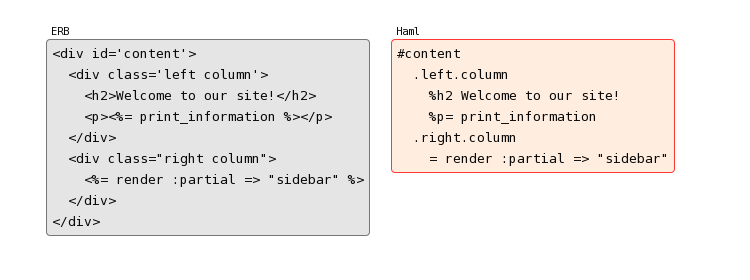 ERB
<div id='content'>
  <div class='left column'>
    <h2>Welcome to our site!</h2>
    <p><%= print_information %></p>
  </div>
  <div class="right column">
    <%= render :partial => "sidebar" %>
  </div>
</div>
Haml
#content
  .left.column
    %h2 Welcome to our site!
    %p= print_information
  .right.column
    = render :partial => "sidebar"